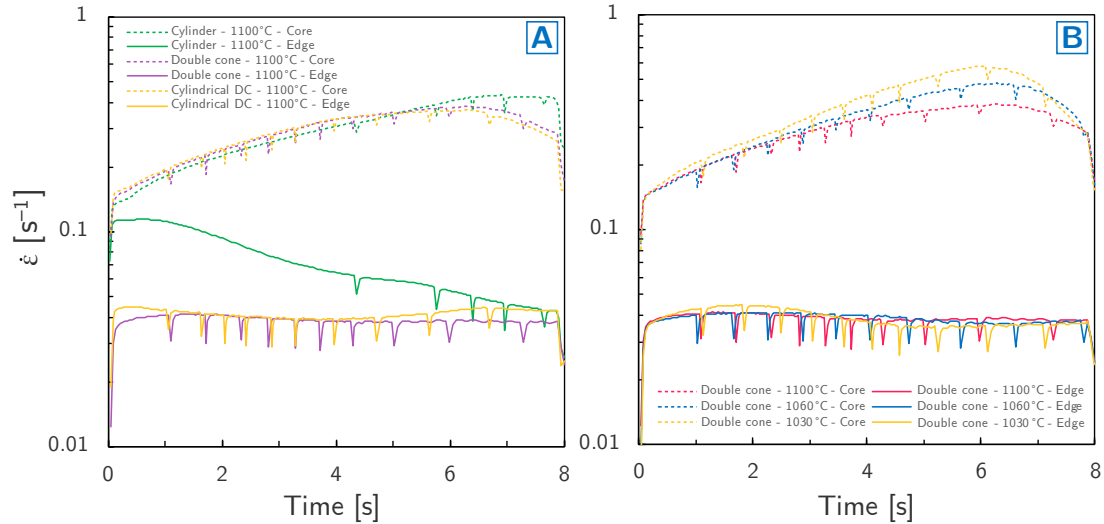 1
Cylinder - 1100°C - Core
Cylinder - 1100°C - Edge
Double cone - 1100°C - Core
Double cone - 1100°C - Edge
Cylindrical DC - 1100°C - Core
Cylindrical DC - 1100°C - Edge
A
0.1
0.01
ε̇ [s⁻¹]
0 2 4 6 8
Time [s]
1
B
0.1
0.01
Double cone - 1100°C - Core Double cone - 1100°C - Edge
Double cone - 1060°C - Core Double cone - 1060°C - Edge
Double cone - 1030°C - Core Double cone - 1030°C - Edge
0 2 4 6 8
Time [s]